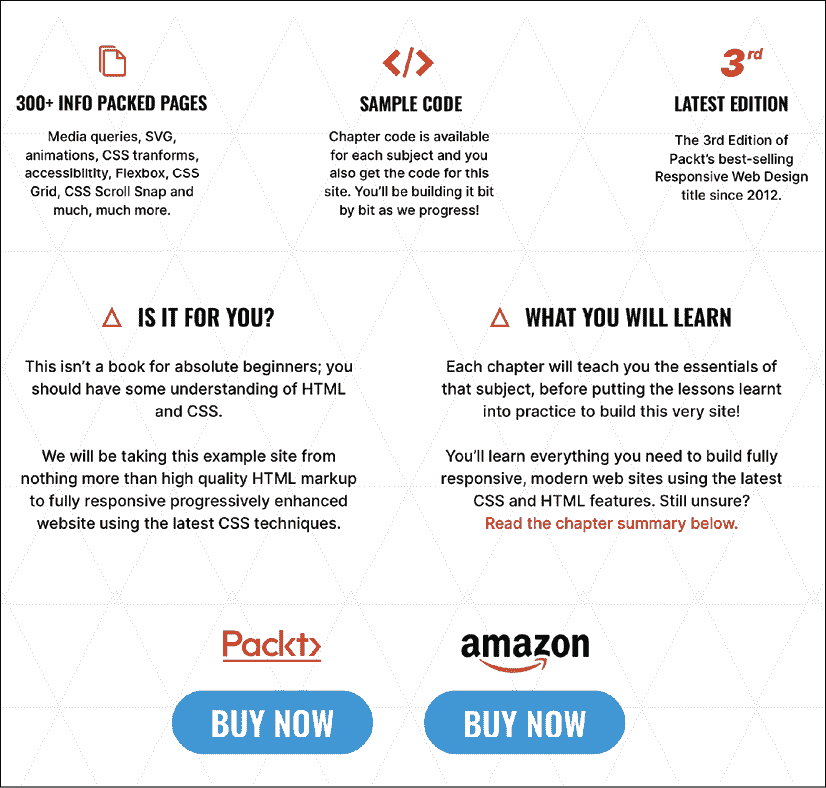 3rd
300+ INFO PACKED PAGES
Media queries, SVG,
animations, CSS tranforms,
accessiblitity, Flexbox, CSS
Grid, CSS Scroll Snap and
much, much more.
</>
SAMPLE CODE
Chapter code is available
for each subject and you
also get the code for this
site. You'll be building it bit
by bit as we progress!
LATEST EDITION
The 3rd Edition of
Packt's best-selling
Responsive Web Design
title since 2012.
IS IT FOR YOU?
This isn't a book for absolute beginners; you
should have some understanding of HTML
and CSS.
We will be taking this example site from
nothing more than high quality HTML markup
to fully responsive progressively enhanced
website using the latest CSS techniques.
WHAT YOU WILL LEARN
Each chapter will teach you the essentials of
that subject, before putting the lessons learnt
into practice to build this very site!
You'll learn everything you need to build fully
responsive, modern web sites using the latest
CSS and HTML features. Still unsure?
Read the chapter summary below.
Packt
BUY NOW
amazon
BUY NOW